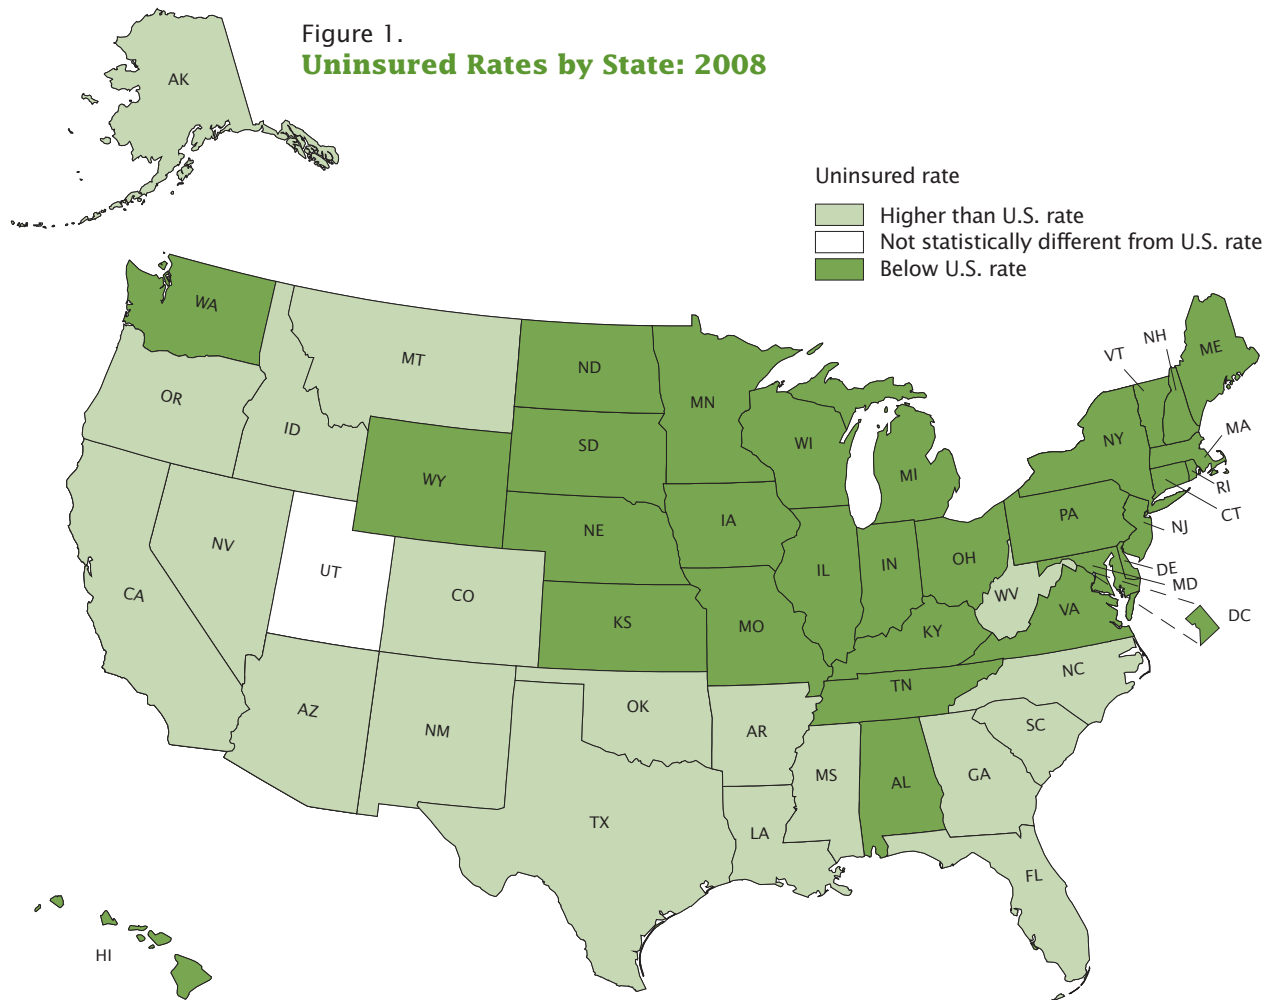 Figure 1.
Uninsured Rates by State: 2008
AK
Uninsured rate
Higher than U.S. rate
Not statistically different from U.S. rate
Below U.S. rate
WA
MT
ND
MN
VT
NH
ME
OR
ID
SD
WI
MI
NY
MA
WY
RI
CT
NE
IA
PA
NJ
NV
UT
CO
IL
IN
OH
DE
MD
CA
KS
MO
KY
WV
VA
DC
AZ
NM
OK
AR
TN
NC
SC
TX
LA
MS
AL
GA
FL
HI